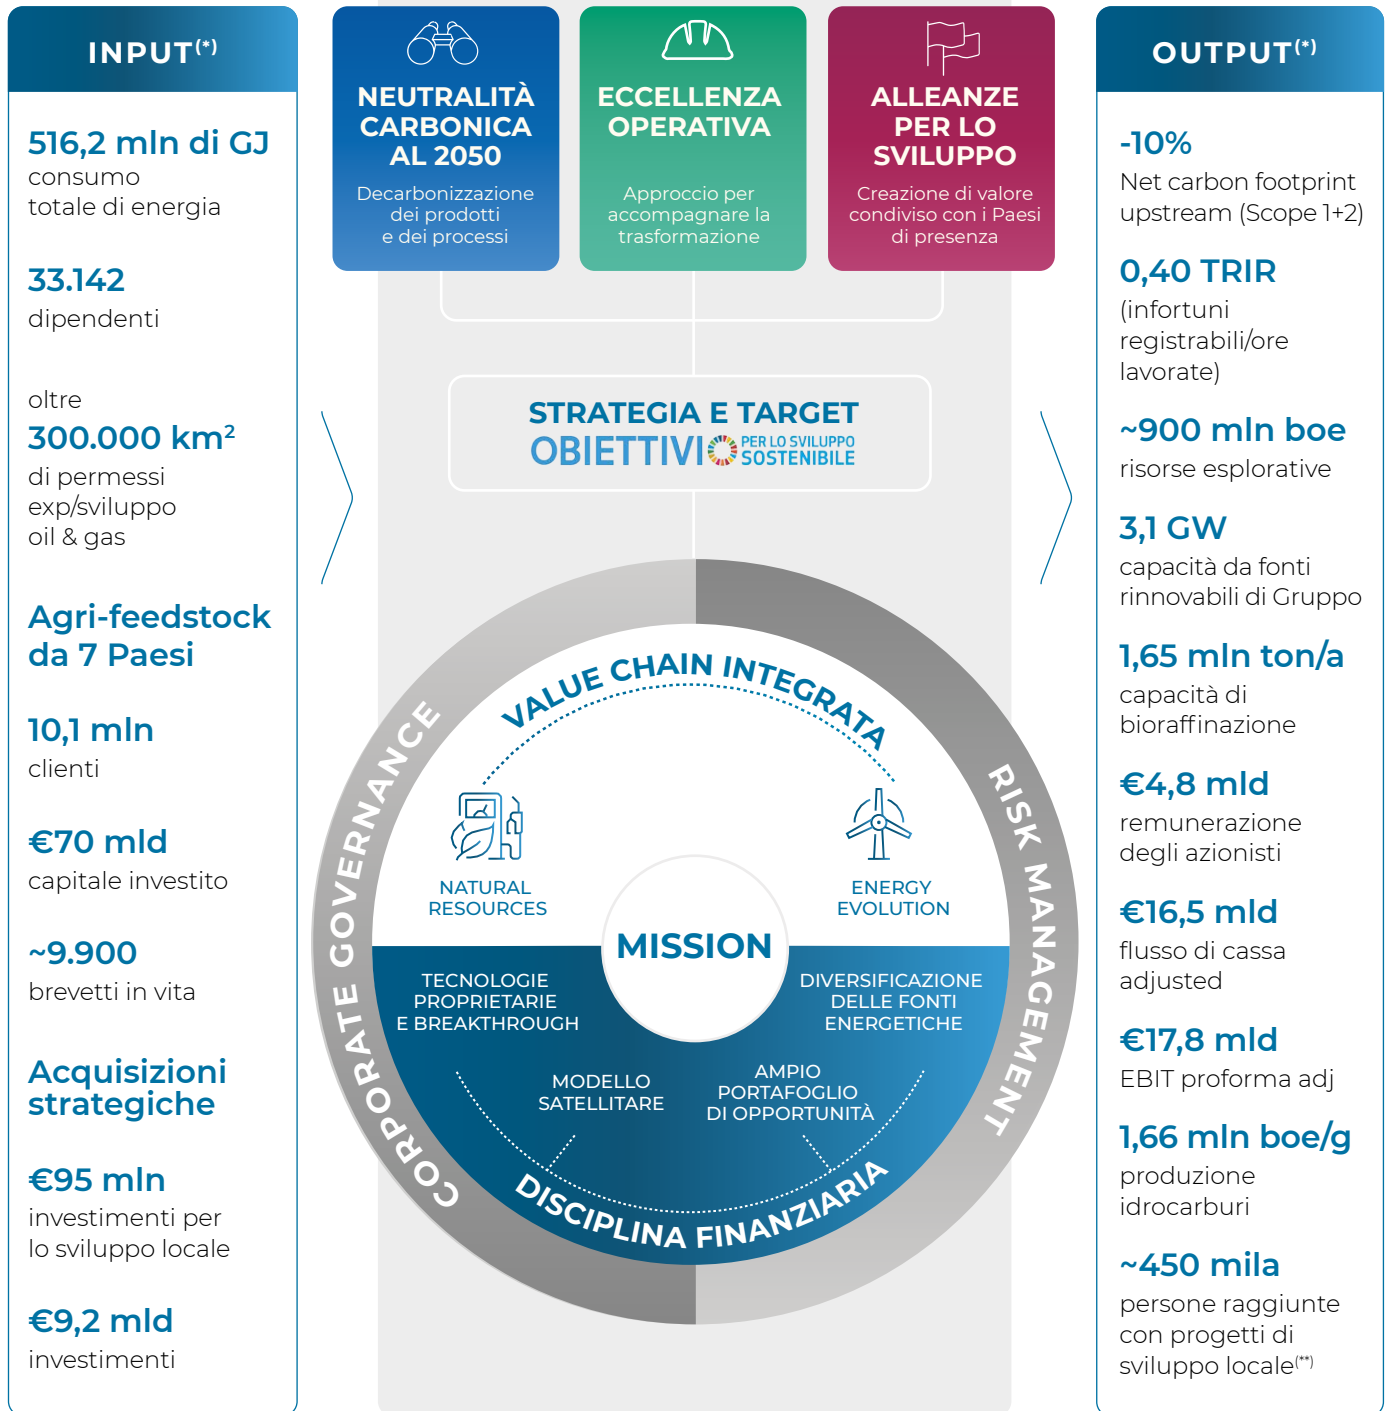 INPUT(*)
516,2 mln di GJ
consumo
totale di energia
33.142
dipendenti
oltre
300.000 km²
di permessi
exp/sviluppo
oil & gas
Agri-feedstock
da 7 Paesi
10,1 mln
clienti
€70 mld
capitale investito
~9.900
brevetti in vita
Acquisizioni
strategiche
€95 mln
investimenti per
lo sviluppo locale
€9,2 mld
investimenti
NEUTRALITÀ
CARBONICA
AL 2050
Decarbonizzazione
dei prodotti
e dei processi
ECCELLENZA
OPERATIVA
Approccio per
accompagnare la
trasformazione
ALLEANZE
PER LO
SVILUPPO
Creazione di valore
condiviso con i Paesi
di presenza
STRATEGIA E TARGET
OBIETTIVI PER LO SVILUPPO
SOSTENIBILE
CORPORATE GOVERNANCE
RISK MANAGEMENT
VALUE CHAIN INTEGRATA
NATURAL
RESOURCES
ENERGY
EVOLUTION
MISSION
TECNOLOGIE
PROPRIETARIE
E BREAKTHROUGH
DIVERSIFICAZIONE
DELLE FONTI
ENERGETICHE
MODELLO
SATELLITARE
AMPIO
PORTAFOGLIO
DI OPPORTUNITÀ
DISCIPLINA FINANZIARIA
OUTPUT(*)
-10%
Net carbon footprint
upstream (Scope 1+2)
0,40 TRIR
(infortuni
registrabili/ore
lavorate)
~900 mln boe
risorse esplorative
3,1 GW
capacità da fonti
rinnovabili di Gruppo
1,65 mln ton/a
capacità di
bioraffinazione
€4,8 mld
remunerazione
degli azionisti
€16,5 mld
flusso di cassa
adjusted
€17,8 mld
EBIT proforma adj
1,66 mln boe/g
produzione
idrocarburi
~450 mila
persone raggiunte
con progetti di
sviluppo locale(**)